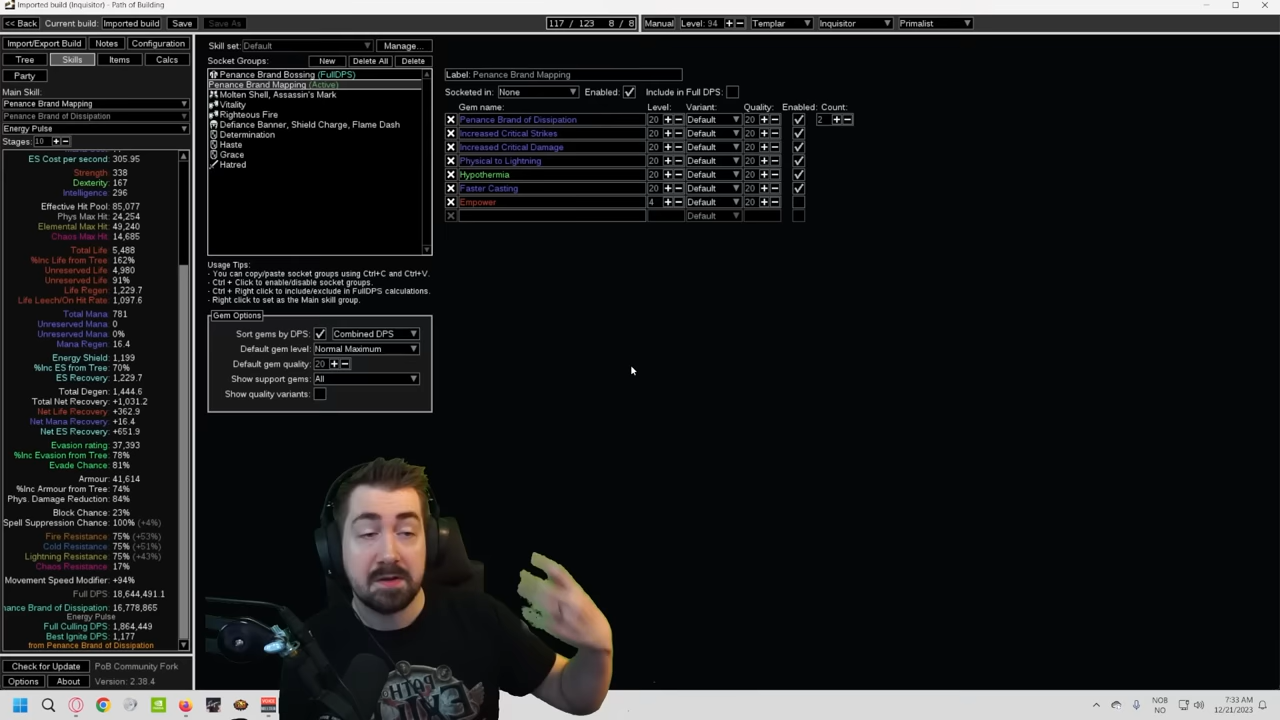 Imported build (Inquisitor) - Path of Building
<< Back Current build: Imported build Save Save As 117 / 123 8 / 8 Manual Level: 94 Templar Inquisitor Primalist
Import/Export Build Notes Configuration
Tree Skills Items Calcs
Party
Main Skill:
Penance Brand Mapping
Penance Brand of Dissipation
Energy Pulse
Stages: 10
ES Cost per second: 305.95
Strength: 338
Dexterity: 167
Intelligence: 296
Effective Hit Pool: 85,077
Phys Max Hit: 24,254
Elemental Max Hit: 49,240
Chaos Max Hit: 14,685
Total Life: 5,488
%Inc Life from Tree: 162%
Unreserved Life: 4,980
Unreserved Life: 91%
Life Regen: 1,229.7
Life Leech/On Hit Rate: 1,097.6
Total Mana: 781
Unreserved Mana: 0
Unreserved Mana: 0%
Mana Regen: 16.4
Energy Shield: 1,199
%Inc ES from Tree: 70%
ES Recovery: 1,229.7
Total Degen: 1,444.6
Total Net Recovery: +1,031.2
Net Life Recovery: +362.9
Net Mana Recovery: +16.4
Net ES Recovery: +651.9
Evasion rating: 37,393
%Inc Evasion from Tree: 78%
Evade Chance: 81%
Armour: 41,614
%Inc Armour from Tree: 74%
Phys. Damage Reduction: 84%
Block Chance: 23%
Spell Suppression Chance: 100% (+4%)
Fire Resistance: 75% (+53%)
Cold Resistance: 75% (+51%)
Lightning Resistance: 75% (+43%)
Chaos Resistance: 17%
Movement Speed Modifier: +94%
Full DPS: 18,644,491.1
nance Brand of Dissipation: 16,778,865
Energy Pulse
Full Culling DPS: 1,864,449
Best Ignite DPS: 1,177
from Penance Brand of Dissipation
Check for Update PoB Community Fork
Options About Version: 2.38.4
Skill set: Default Manage...
Socket Groups: New Delete All Delete
Penance Brand Bossing (FullDPS)
Penance Brand Mapping (Active)
Molten Shell, Assassin's Mark
Vitality
Righteous Fire
Defiance Banner, Shield Charge, Flame Dash
Determination
Haste
Grace
Hatred
Usage Tips:
- You can copy/paste socket groups using Ctrl+C and Ctrl+V.
- Ctrl + Click to enable/disable socket groups.
- Ctrl + Right click to include/exclude in FullDPS calculations.
- Right click to set as the Main skill group.
Gem Options
Sort gems by DPS: Combined DPS
Default gem level: Normal Maximum
Default gem quality: 20
Show support gems: All
Show quality variants:
Label: Penance Brand Mapping
Socketed in: None Enabled: Include in Full DPS:
Gem name: Level: Variant: Quality: Enabled: Count:
Penance Brand of Dissipation 20 Default 20 2
Increased Critical Strikes 20 Default 20
Increased Critical Damage 20 Default 20
Physical to Lightning 20 Default 20
Hypothermia 20 Default 20
Faster Casting 20 Default 20
Empower 4 Default 20
Default
NOB
NO
7:33 AM
12/21/2023